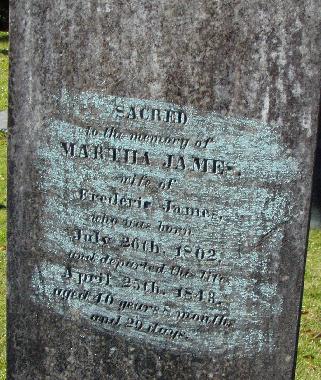 SACRED
to the memory of
MARTHA JAMES,
wife of
Frederic James,
who was born
July 26th. 1802,
and departed this life
April 25th. 1843,
aged 40 years 8 months
and 29 days.